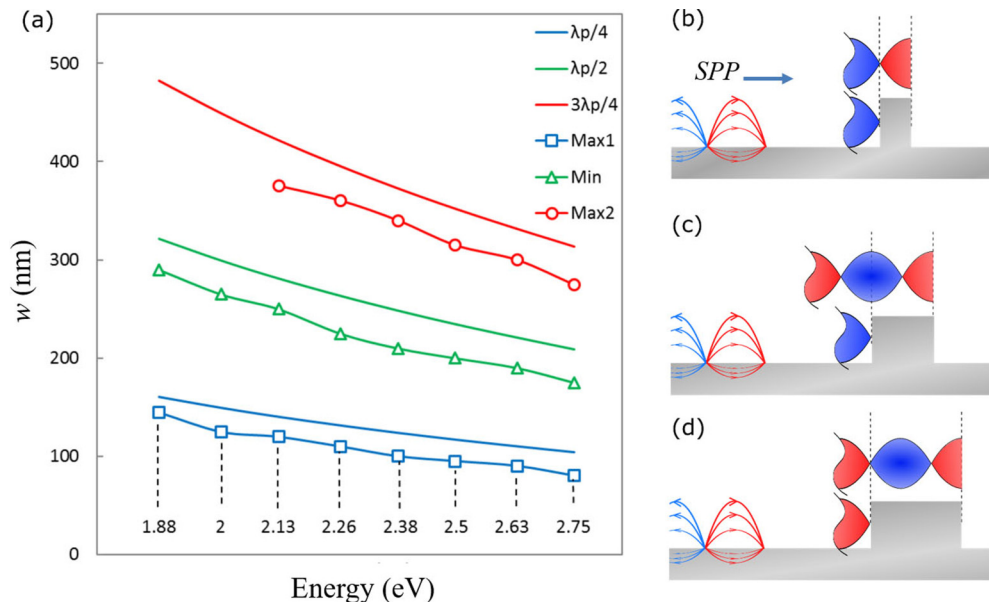 (a)
λp/4
λp/2
3λp/4
Max1
Min
Max2
500
400
300
200
100
0
w (nm)
1.88 2 2.13 2.26 2.38 2.5 2.63 2.75
Energy (eV)
(b)
SPP
(c)
(d)